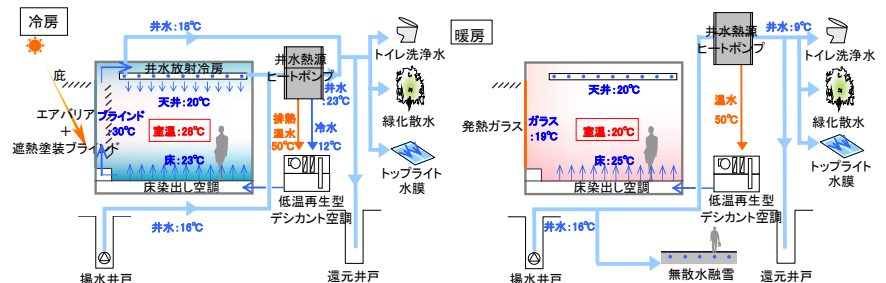 冷房
井水:18℃
庇
井水放射冷房
天井:20℃
エアバリア
+
遮熱塗装ブラインド
ブラインド
:30℃
室温:28℃
床:23℃
床染出し空調
井水熱源
ヒートポンプ
井水
:23℃
排熱
温水
50℃
冷水
12℃
低温再生型
デシカント空調
井水:16℃
揚水井戸
還元井戸
トイレ洗浄水
緑化散水
トップライト
水膜
暖房
井水:9℃
井水熱源
ヒートポンプ
天井:20℃
発熱ガラス
ガラス
:19℃
室温:20℃
床:25℃
床染出し空調
温水
50℃
低温再生型
デシカント空調
井水:16℃
揚水井戸
無散水融雪
還元井戸
トイレ洗浄水
緑化散水
トップライト
水膜